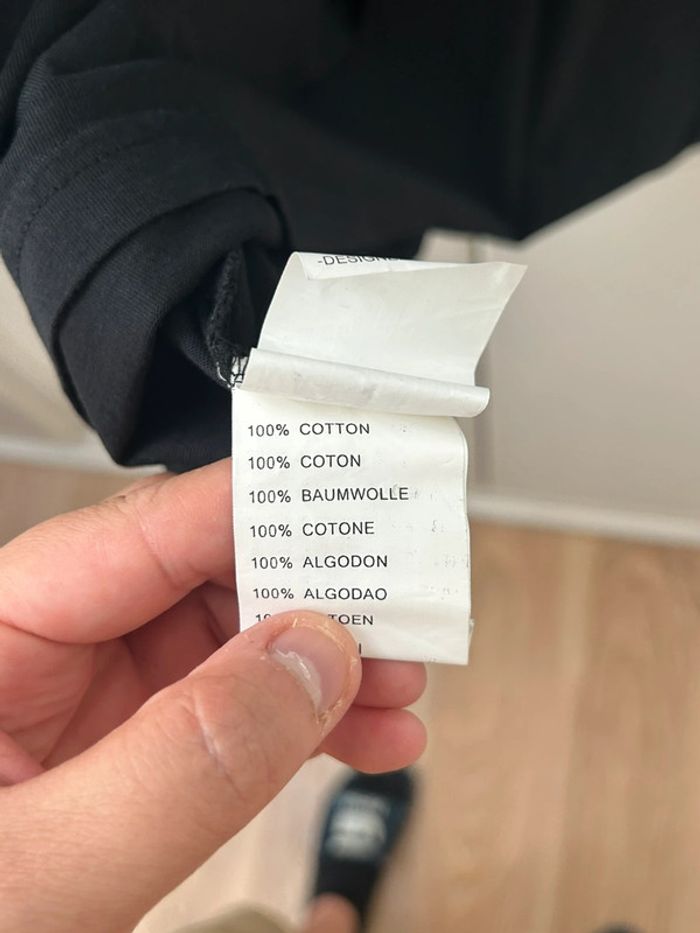 100% COTTON
100% COTON
100% BAUMWOLLE
100% COTONE
100% ALGODON
100% ALGODAO